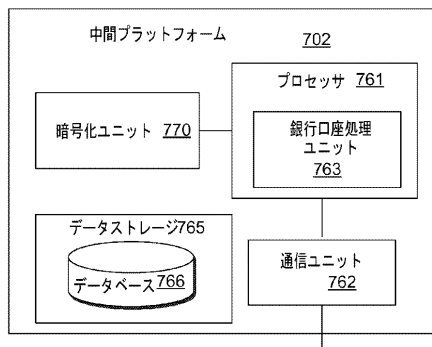 中間プラットフォーム
702
プロセッサ 761
暗号化ユニット 770
銀行口座処理
ユニット
763
データストレージ765
データベース766
通信ユニット
762